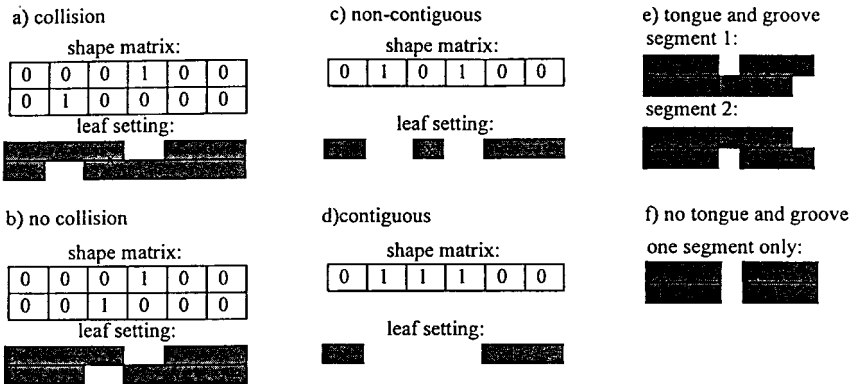 a) collision
shape matrix:
0 0 0 1 0 0
0 1 0 0 0 0
leaf setting:
b) no collision
shape matrix:
0 0 0 1 0 0
0 0 1 0 0 0
leaf setting:
c) non-contiguous
shape matrix:
0 1 0 1 0 0
leaf setting:
d)contiguous
shape matrix:
0 1 1 1 0 0
leaf setting:
e) tongue and groove
segment 1:
segment 2:
f) no tongue and groove
one segment only: